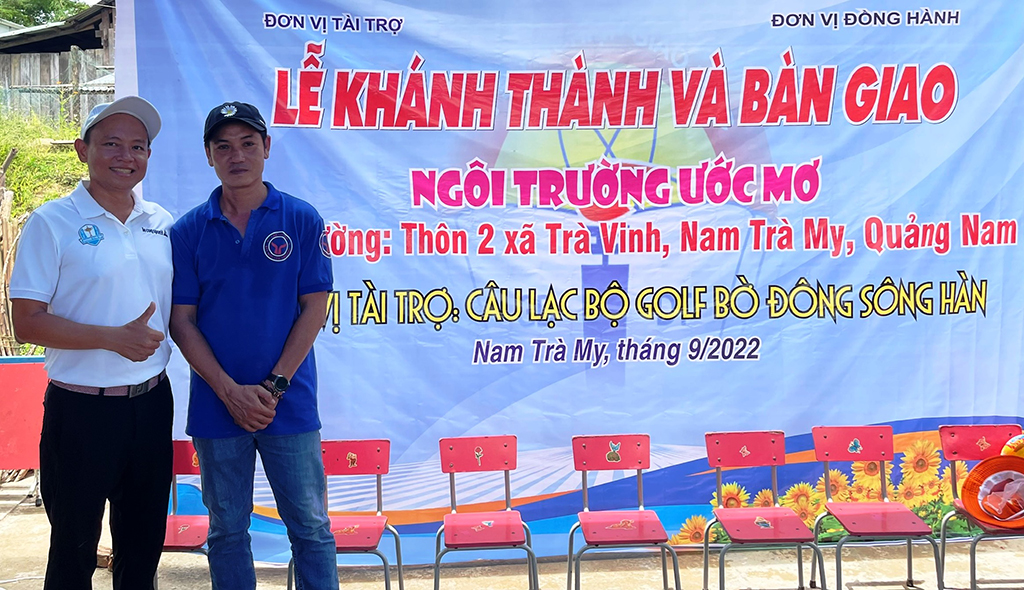 ĐƠN VỊ TÀI TRỢ
ĐƠN VỊ ĐỒNG HÀNH
LỄ KHÁNH THÁNH VÀ BÀN GIAO
NGÔI TRƯỜNG ƯỚC MƠ
ờng: Thôn 2 xã Trà Vinh, Nam Trà My, Quảng Nam
VỊ TÀI TRỢ: CÂU LẠC BỘ GOLF BỜ ĐÔNG SÔNG HÀN
Nam Trà My, tháng 9/2022